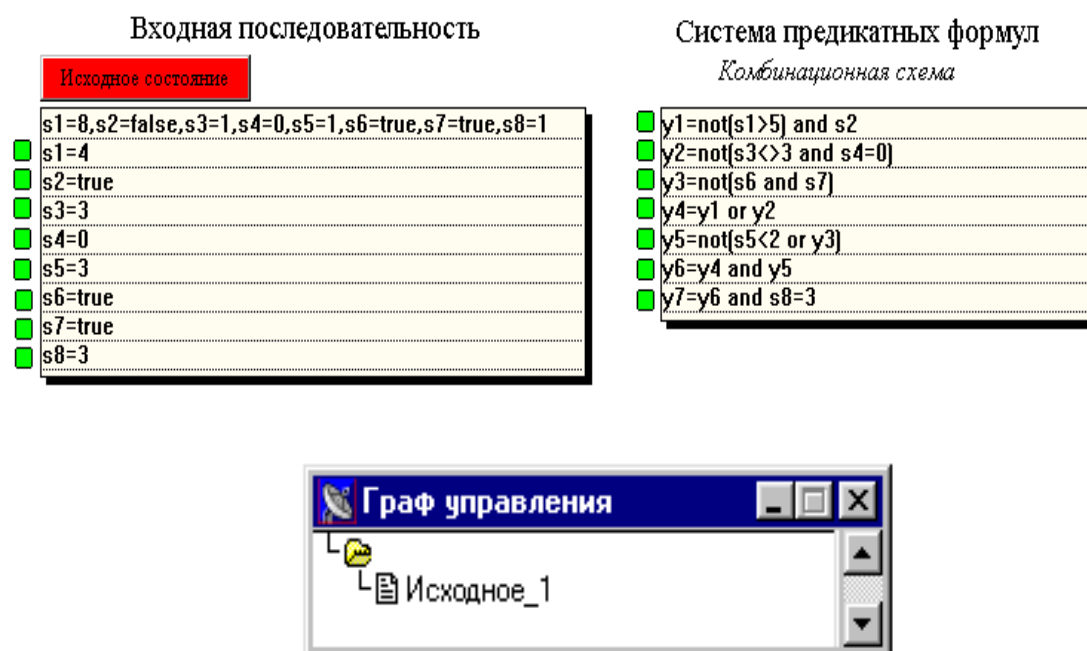 Входная последовательность
Исходное состояние
s1=8,s2=false,s3=1,s4=0,s5=1,s6=true,s7=true,s8=1
s1=4
s2=true
s3=3
s4=0
s5=3
s6=true
s7=true
s8=3
Система предикатных формул
Комбинационная схема
y1=not(s1>5) and s2
y2=not(s3<>3 and s4=0)
y3=not(s6 and s7)
y4=y1 or y2
y5=not(s5<2 or y3)
y6=y4 and y5
y7=y6 and s8=3
Граф управления
Исходное_1